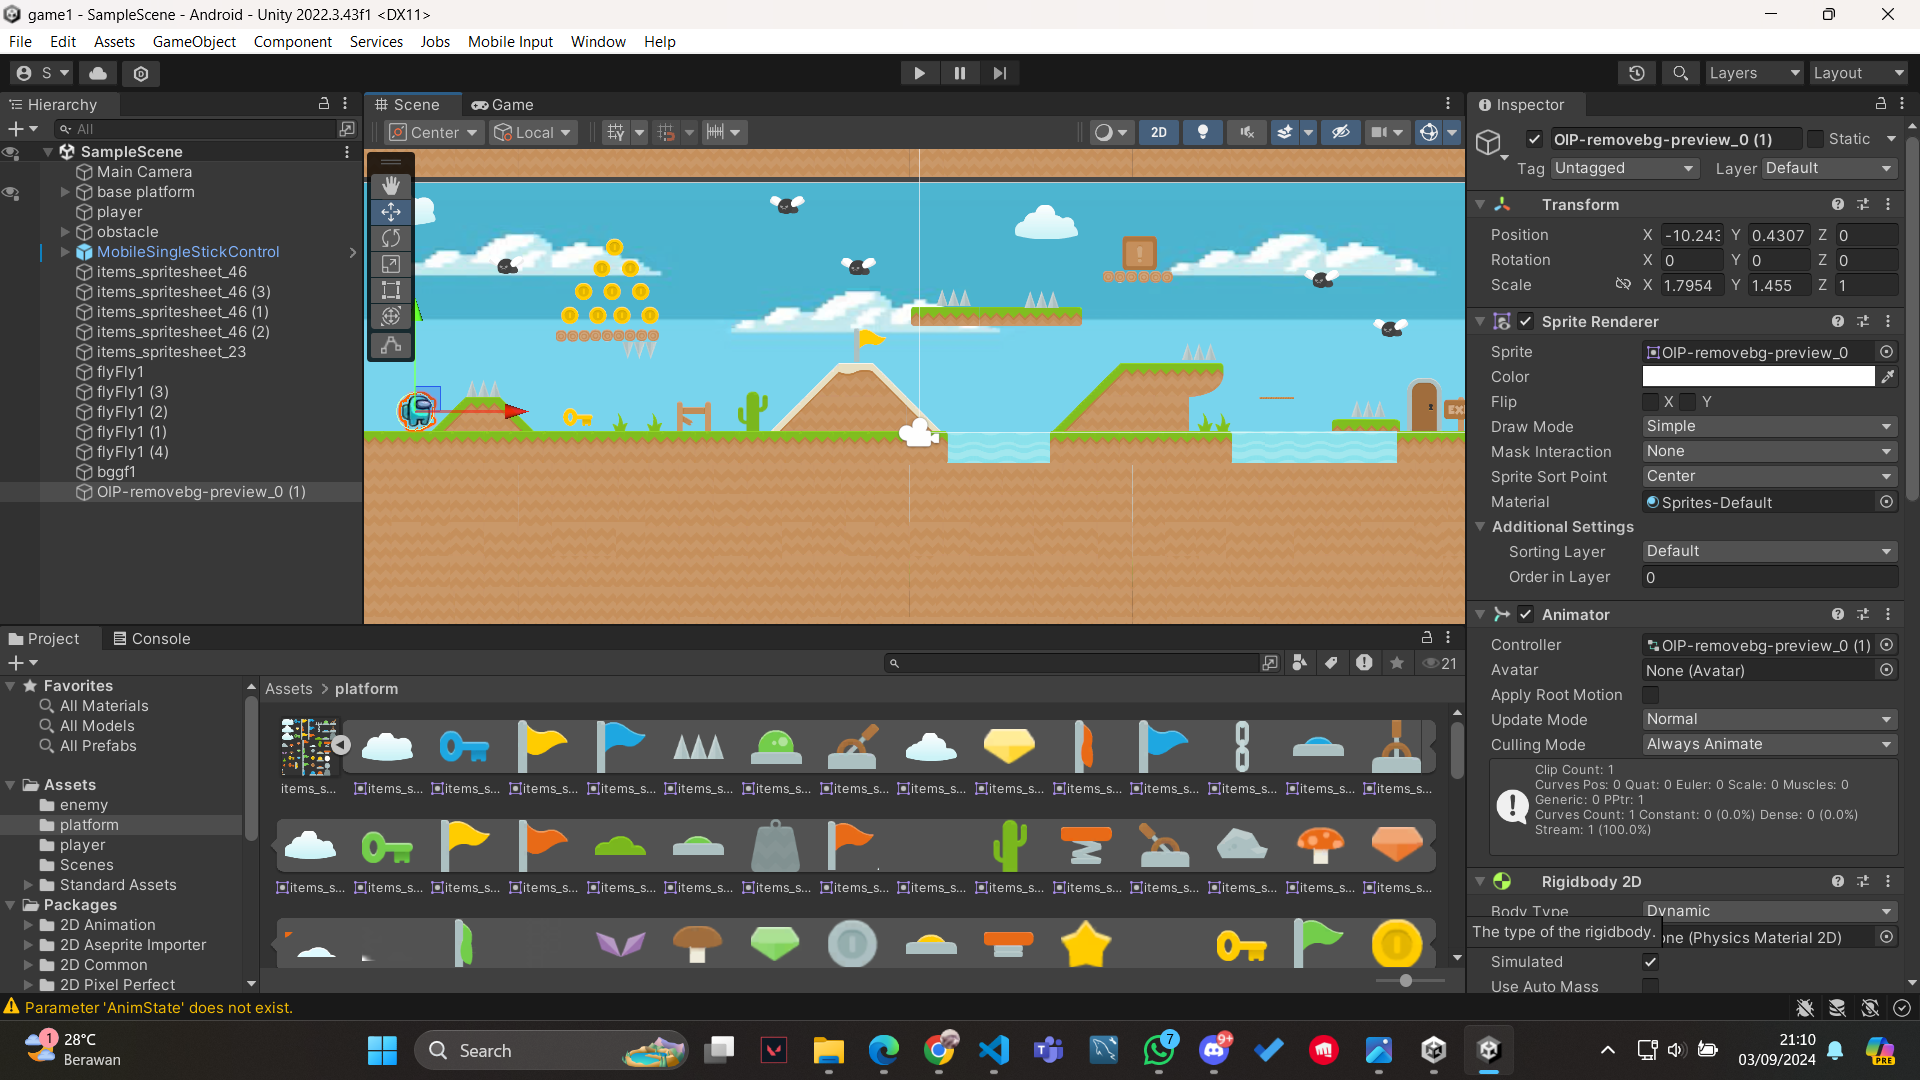 game1 - SampleScene - Android - Unity 2022.3.43f1 <DX11>
File Edit Assets GameObject Component Services Jobs Mobile Input Window Help
S
Layers
Layout
Hierarchy
All
SampleScene
Main Camera
base platform
player
obstacle
MobileSingleStickControl
items_spritesheet_46
items_spritesheet_46 (3)
items_spritesheet_46 (1)
items_spritesheet_46 (2)
items_spritesheet_23
flyFly1
flyFly1 (3)
flyFly1 (2)
flyFly1 (1)
flyFly1 (4)
bggf1
OIP-removebg-preview_0 (1)
Scene Game
Center Local
2D
!
EX
Inspector
OIP-removebg-preview_0 (1) Static
Tag Untagged Layer Default
Transform
Position X -10.243 Y 0.4307 Z 0
Rotation X 0 Y 0 Z 0
Scale X 1.7954 Y 1.455 Z 1
Sprite Renderer
Sprite OIP-removebg-preview_0
Color
Flip X Y
Draw Mode Simple
Mask Interaction None
Sprite Sort Point Center
Material Sprites-Default
Additional Settings
Sorting Layer Default
Order in Layer 0
Animator
Controller OIP-removebg-preview_0 (1)
Avatar None (Avatar)
Apply Root Motion
Update Mode Normal
Culling Mode Always Animate
Clip Count: 1
Curves Pos: 0 Quat: 0 Euler: 0 Scale: 0 Muscles: 0
Generic: 0 PPtr: 1
Curves Count: 1 Constant: 0 (0.0%) Dense: 0 (0.0%)
Stream: 1 (100.0%)
Rigidbody 2D
Body Type Dynamic
The type of the rigidbody. one (Physics Material 2D)
Simulated
Use Auto Mass
Project Console
21
Favorites
All Materials
All Models
All Prefabs
Assets
enemy
platform
player
Scenes
Standard Assets
Packages
2D Animation
2D Aseprite Importer
2D Common
2D Pixel Perfect
Assets > platform
items_s... items_s... items_s... items_s... items_s... items_s... items_s... items_s... items_s... items_s... items_s... items_s... items_s... items_s... items_s...
items_s... items_s... items_s... items_s... items_s... items_s... items_s... items_s... items_s... items_s... items_s... items_s... items_s... items_s... items_s...
Parameter 'AnimState' does not exist.
1
28°C
Berawan
Search
7
9+
PRE
21:10
03/09/2024